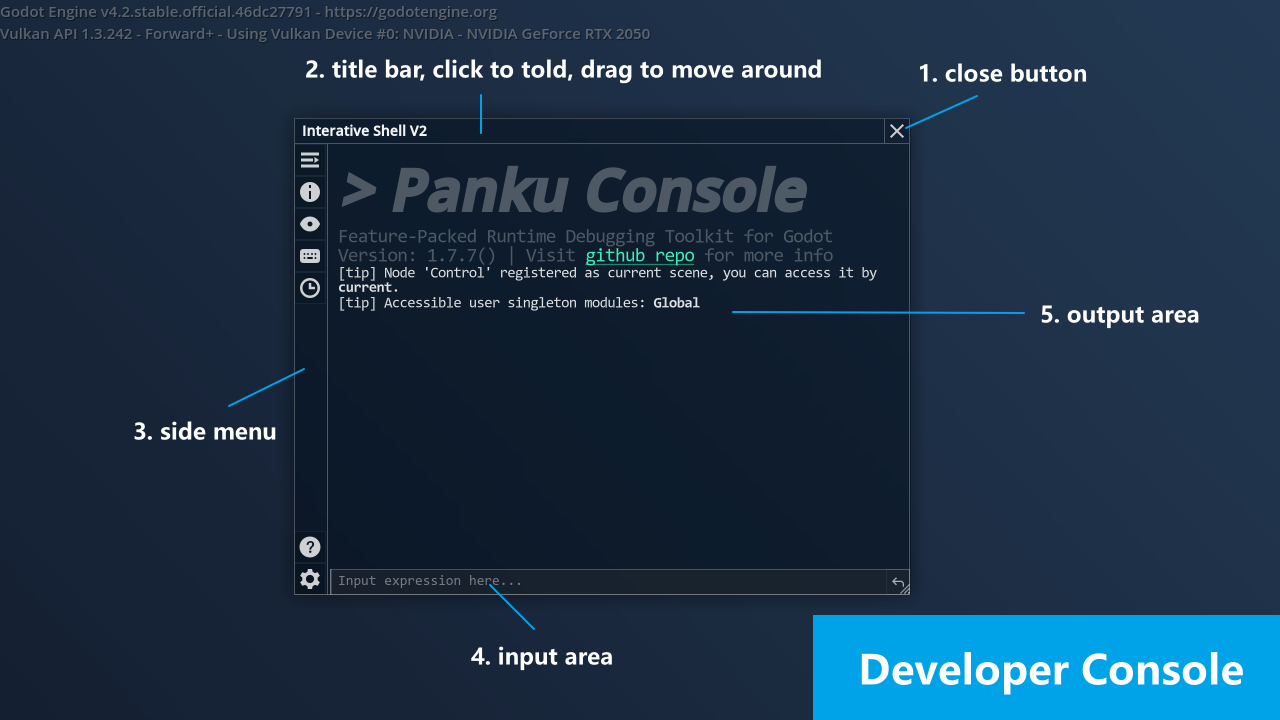 Godot Engine v4.2.stable.official.46dc27791 - https://godotengine.org
Vulkan API 1.3.242 - Forward+ - Using Vulkan Device #0: NVIDIA - NVIDIA GeForce RTX 2050
2. title bar, click to told, drag to move around
1. close button
Interative Shell V2
> Panku Console
Feature-Packed Runtime Debugging Toolkit for Godot
Version: 1.7.7() | Visit github repo for more info
[tip] Node 'Control' registered as current scene, you can access it by
current.
[tip] Accessible user singleton modules: Global
5. output area
3. side menu
Input expression here...
4. input area
Developer Console